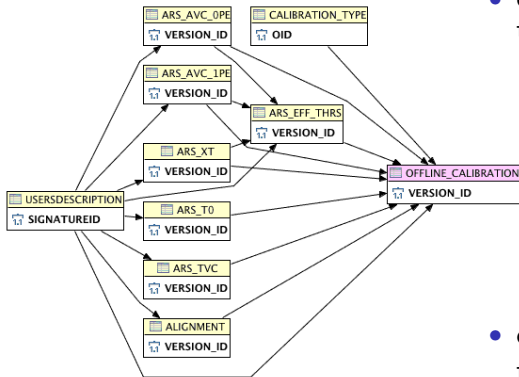 ARS_AVC_0PE
VERSION_ID
CALIBRATION_TYPE
OID
ARS_AVC_1PE
VERSION_ID
ARS_EFF_THRS
VERSION_ID
ARS_XT
VERSION_ID
OFFLINE_CALIBRATION
VERSION_ID
USERSDESCRIPTION
SIGNATUREID
ARS_T0
VERSION_ID
ARS_TVC
VERSION_ID
ALIGNMENT
VERSION_ID